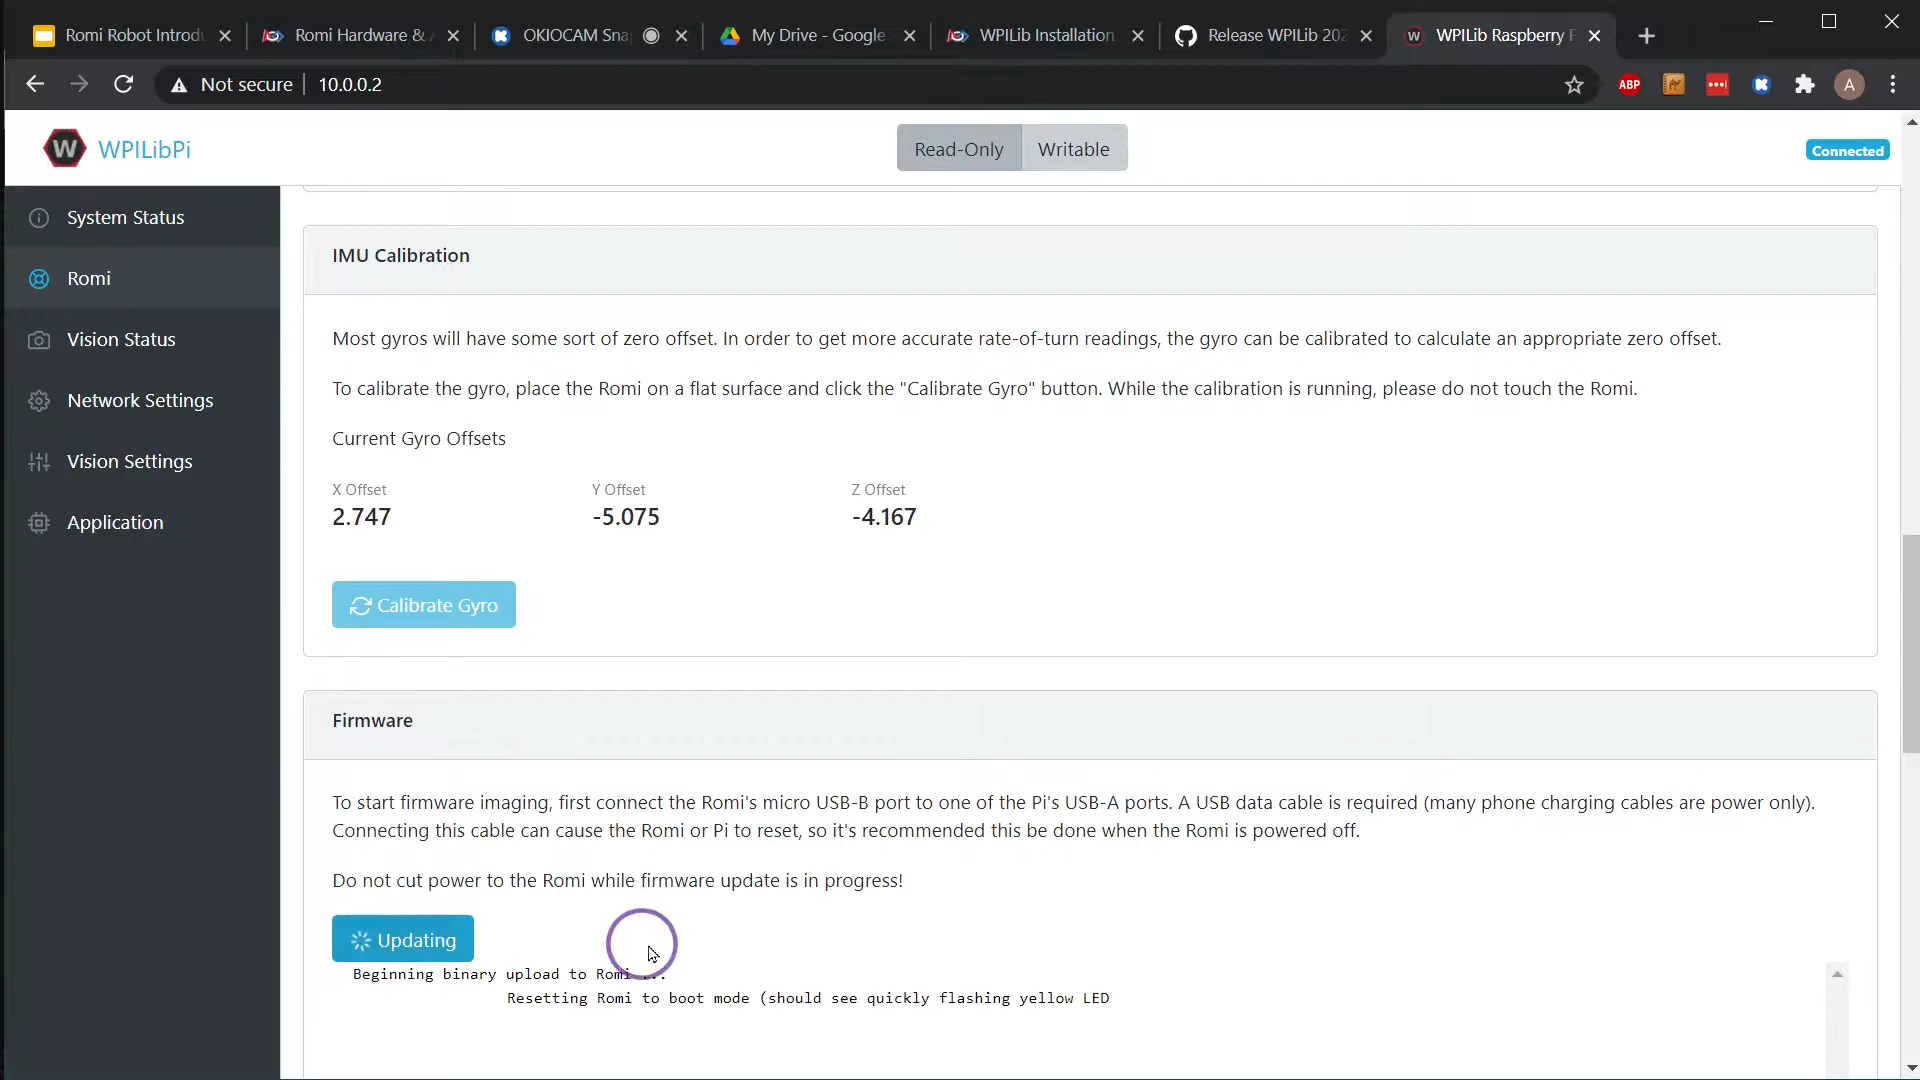 Romi Robot Introdu
Romi Hardware & A
OKIOCAM Snap
My Drive - Google
WPILib Installation
Release WPILib 202
W
WPILib Raspberry P
Not secure
10.0.0.2
ABP
A
W
WPILibPi
Read-Only
Writable
Connected
System Status
Romi
Vision Status
Network Settings
Vision Settings
Application
IMU Calibration
Most gyros will have some sort of zero offset. In order to get more accurate rate-of-turn readings, the gyro can be calibrated to calculate an appropriate zero offset.
To calibrate the gyro, place the Romi on a flat surface and click the "Calibrate Gyro" button. While the calibration is running, please do not touch the Romi.
Current Gyro Offsets
X Offset
Y Offset
Z Offset
2.747
-5.075
-4.167
Calibrate Gyro
Firmware
To start firmware imaging, first connect the Romi's micro USB-B port to one of the Pi's USB-A ports. A USB data cable is required (many phone charging cables are power only).
Connecting this cable can cause the Romi or Pi to reset, so it's recommended this be done when the Romi is powered off.
Do not cut power to the Romi while firmware update is in progress!
Updating
Beginning binary upload to Romi ...
Resetting Romi to boot mode (should see quickly flashing yellow LED